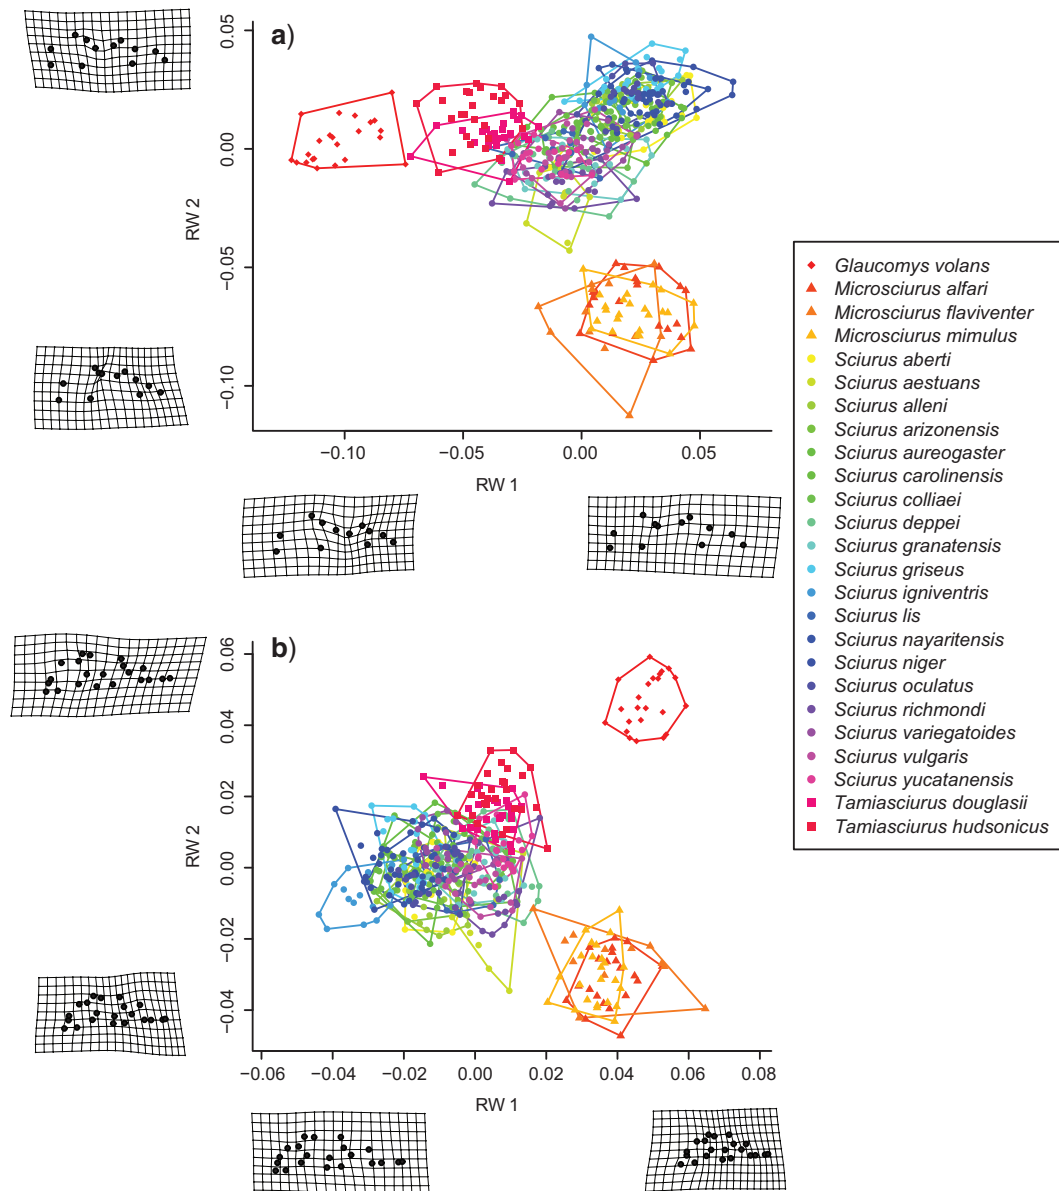 a)
0.05
0.00
−0.05
−0.10
RW 2
−0.10
−0.05
0.00
0.05
RW 1
Glaucomys volans
Microsciurus alfari
Microsciurus flaviventer
Microsciurus mimulus
Sciurus aberti
Sciurus aestuans
Sciurus alleni
Sciurus arizonensis
Sciurus aureogaster
Sciurus carolinensis
Sciurus colliaei
Sciurus deppei
Sciurus granatensis
Sciurus griseus
Sciurus igniventris
Sciurus lis
Sciurus nayaritensis
Sciurus niger
Sciurus oculatus
Sciurus richmondi
Sciurus variegatoides
Sciurus vulgaris
Sciurus yucatanensis
Tamiasciurus douglasii
Tamiasciurus hudsonicus
b)
0.06
0.04
0.02
0.00
−0.02
−0.04
RW 2
−0.06
−0.04
−0.02
0.00
0.02
0.04
0.06
0.08
RW 1